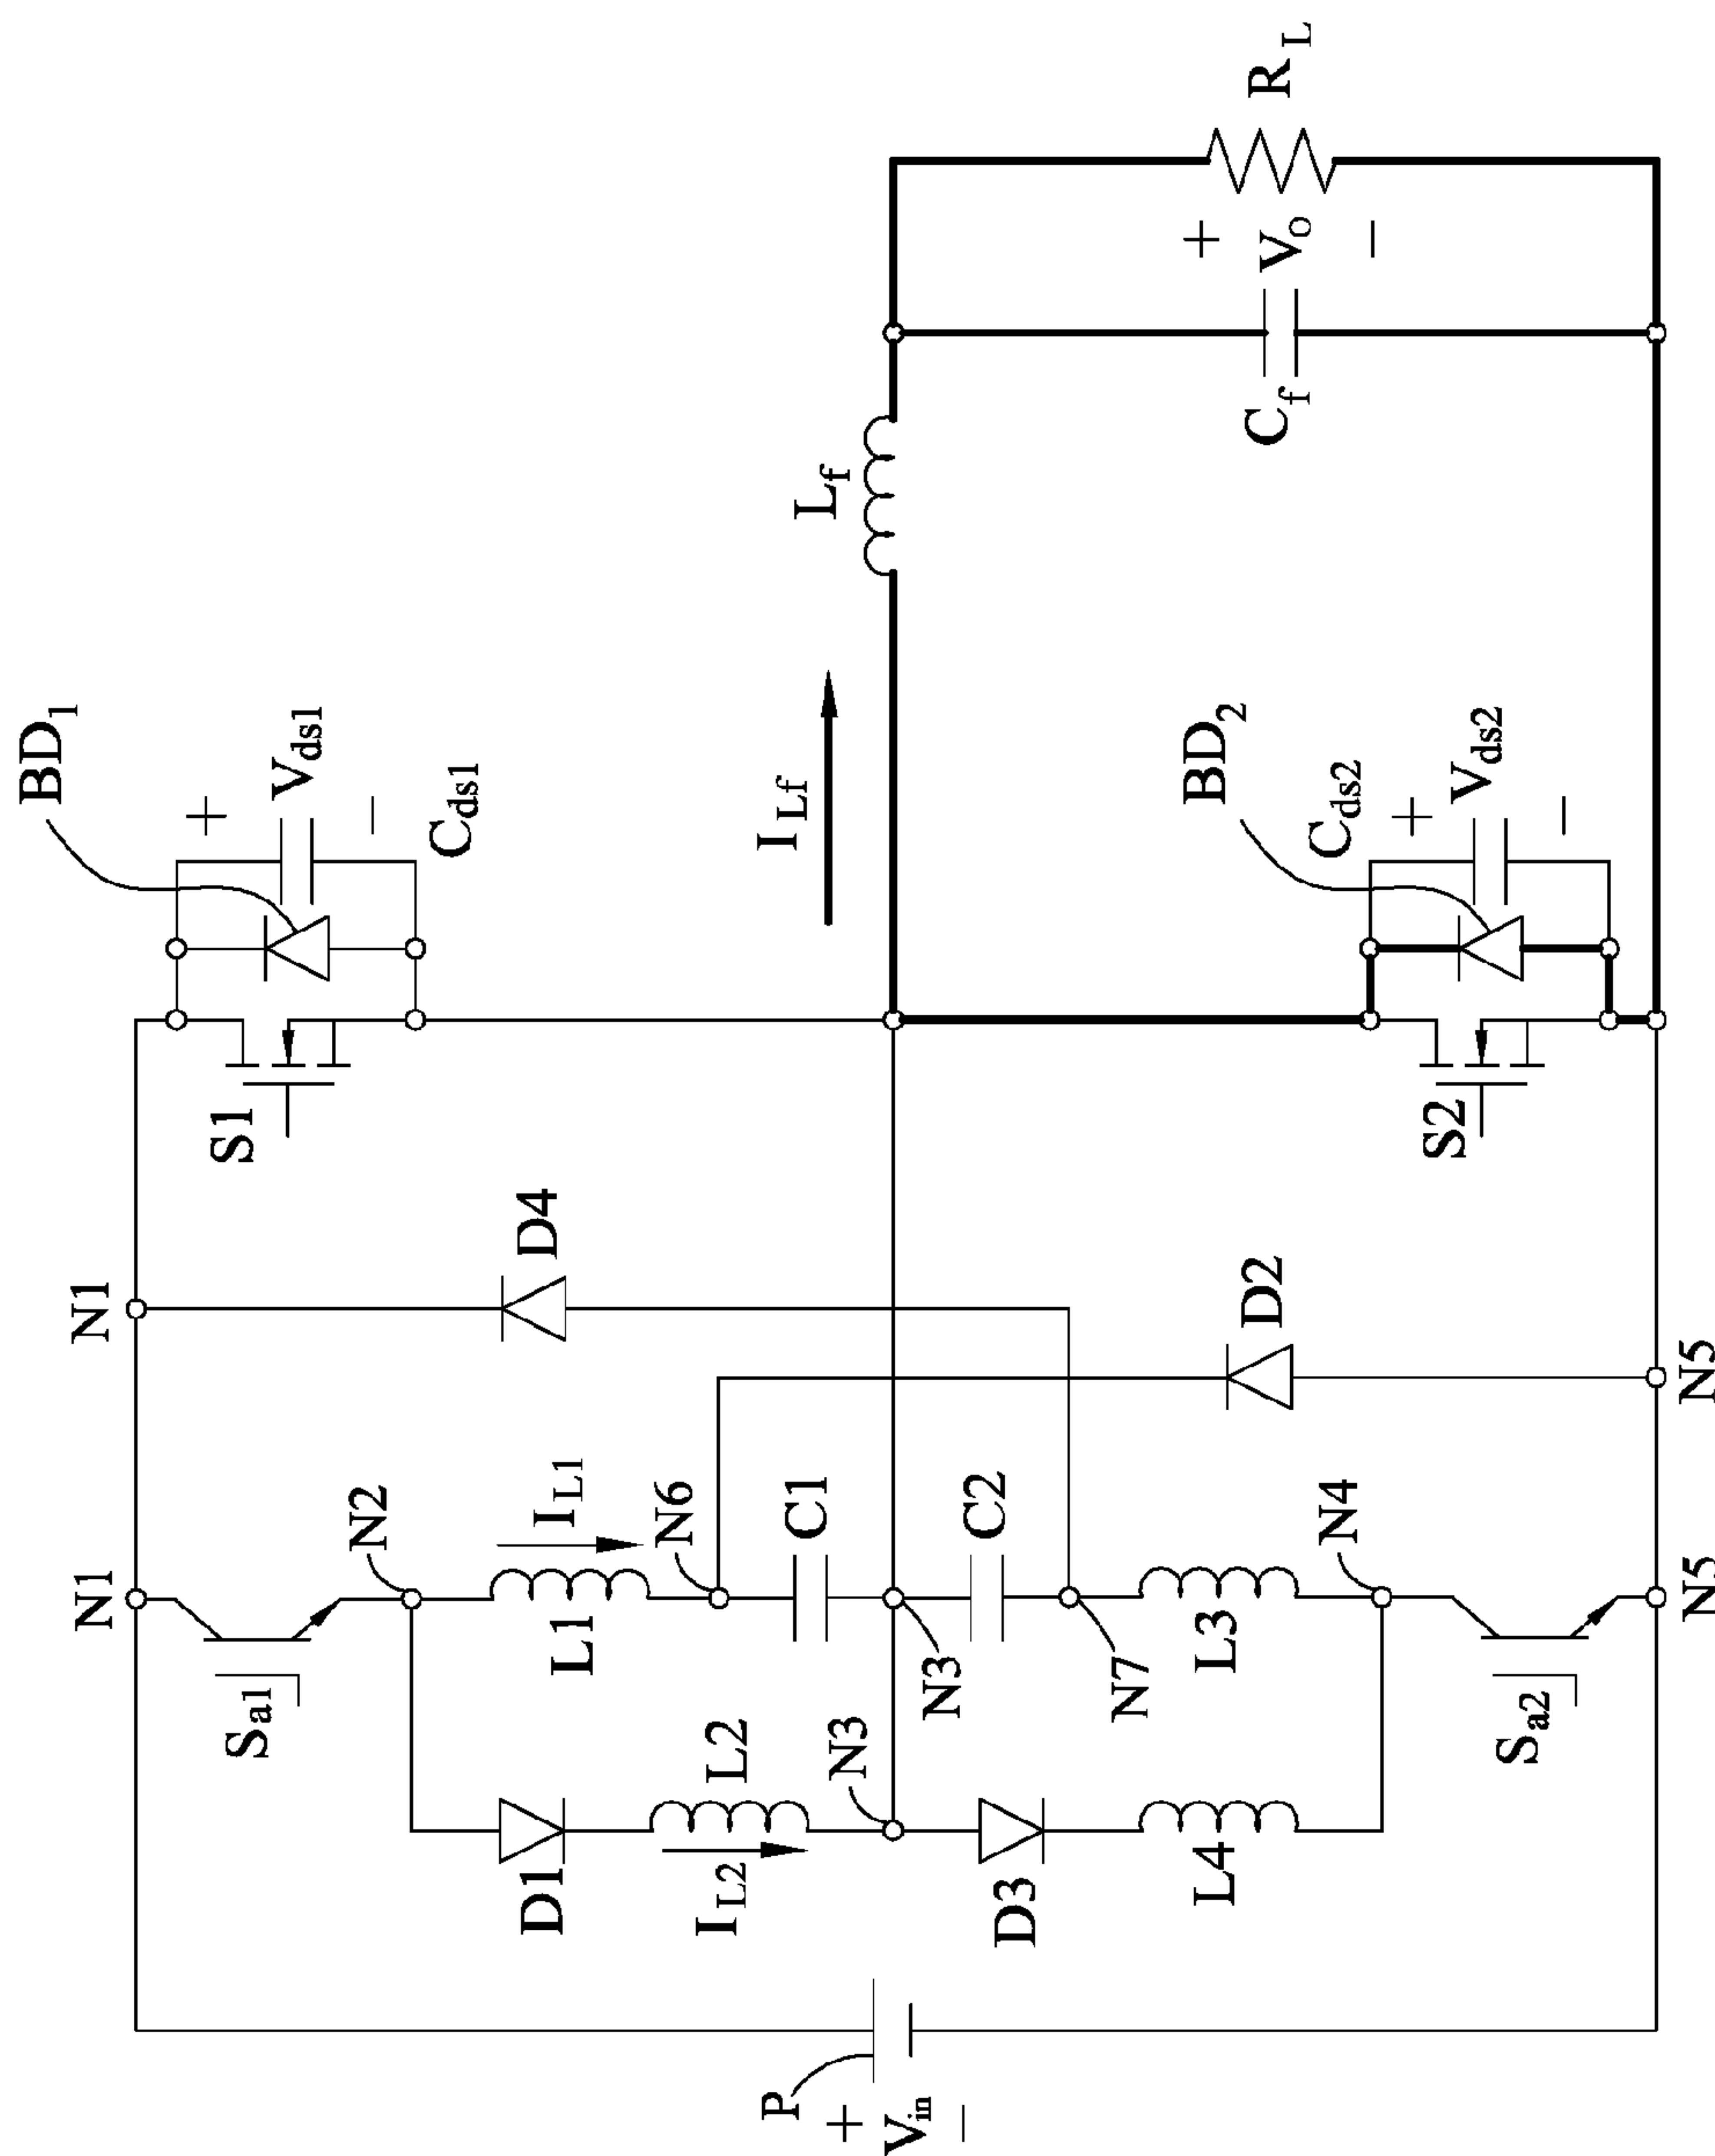 BD1
+
Vds1
−
Cds1
S1
N1
D4
N1
Sa1
N2
IL1
L1
N6
C1
C2
N3
N7
L3
N4
Sa2
N5
N5
D2
D1
L2
IL2
N3
D3
L4
P
+
Vin
−
ILf
Lf
BD2
Cds2
+
Vds2
−
S2
Cf
+
Vo
−
RL